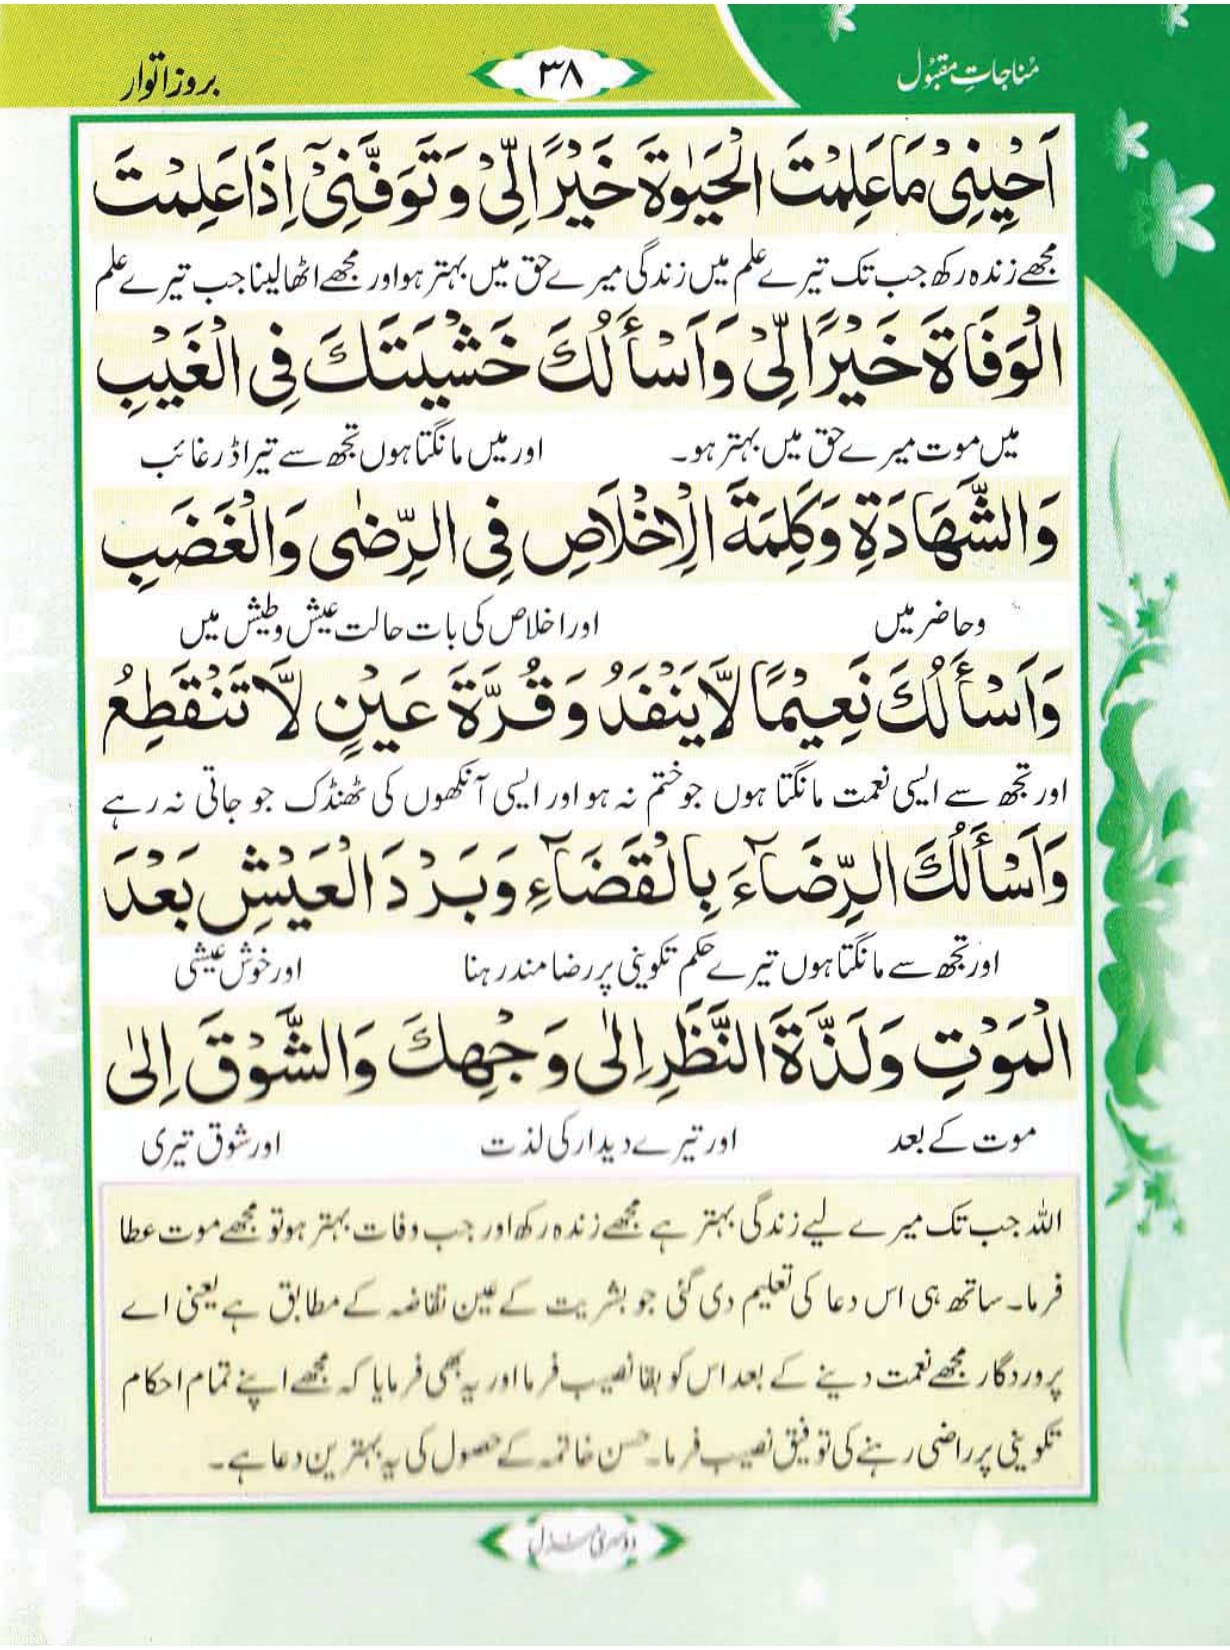 مُناجاتِ مقبُول
۳۸
بروز اتوار
اَحْيِنِيْ مَا عَلِمْتَ الْحَيٰوةَ خَيْرًا لِّيْ وَتَوَفَّنِيْٓ اِذَا عَلِمْتَ
مجھے زندہ رکھ جب تک تیرے علم میں زندگی میرے حق میں بہتر ہو اور مجھے اٹھا لینا جب تیرے علم
الْوَفَاةَ خَيْرًا لِّيْ وَاَسْأَلُكَ خَشْيَتَكَ فِي الْغَيْبِ
میں موت میرے حق میں بہتر ہو۔ اور میں مانگتا ہوں تجھ سے تیرا ڈر غائب
وَالشَّهَادَةِ وَكَلِمَةَ الْاِخْلَاصِ فِي الرِّضٰى وَالْغَضَبِ
وحاضر میں اور اخلاص کی بات حالت عیش وطیش میں
وَاَسْأَلُكَ نَعِيْمًا لَّا يَنْفَدُ وَقُرَّةَ عَيْنٍ لَّا تَنْقَطِعُ
اور تجھ سے ایسی نعمت مانگتا ہوں جو ختم نہ ہو اور ایسی آنکھوں کی ٹھنڈک جو جاتی نہ رہے
وَاَسْأَلُكَ الرِّضَآءَ بِالْقَضَآءِ وَبَرْدَ الْعَيْشِ بَعْدَ
اور تجھ سے مانگتا ہوں تیرے حکم تکوینی پر رضا مند رہنا اور خوش عیشی
الْمَوْتِ وَلَذَّةَ النَّظَرِ اِلٰى وَجْهِكَ وَالشَّوْقَ اِلٰى
موت کے بعد اور تیرے دیدار کی لذت اور شوق تیری
اللہ جب تک میرے لیے زندگی بہتر ہے مجھے زندہ رکھ اور جب وفات بہتر ہو تو مجھے موت عطا
فرما۔ ساتھ ہی اس دعا کی تعلیم دی گئی جو بشریت کے عین تقاضہ کے مطابق ہے یعنی اے
پروردگار مجھے نعمت دینے کے بعد اس کو بقا نصیب فرما اور یہ بھی فرمایا کہ مجھے اپنے تمام احکام
تکوینی پر راضی رہنے کی توفیق نصیب فرما۔ حسن خاتمہ کے حصول کی یہ بہترین دعا ہے۔
دوسری منزل